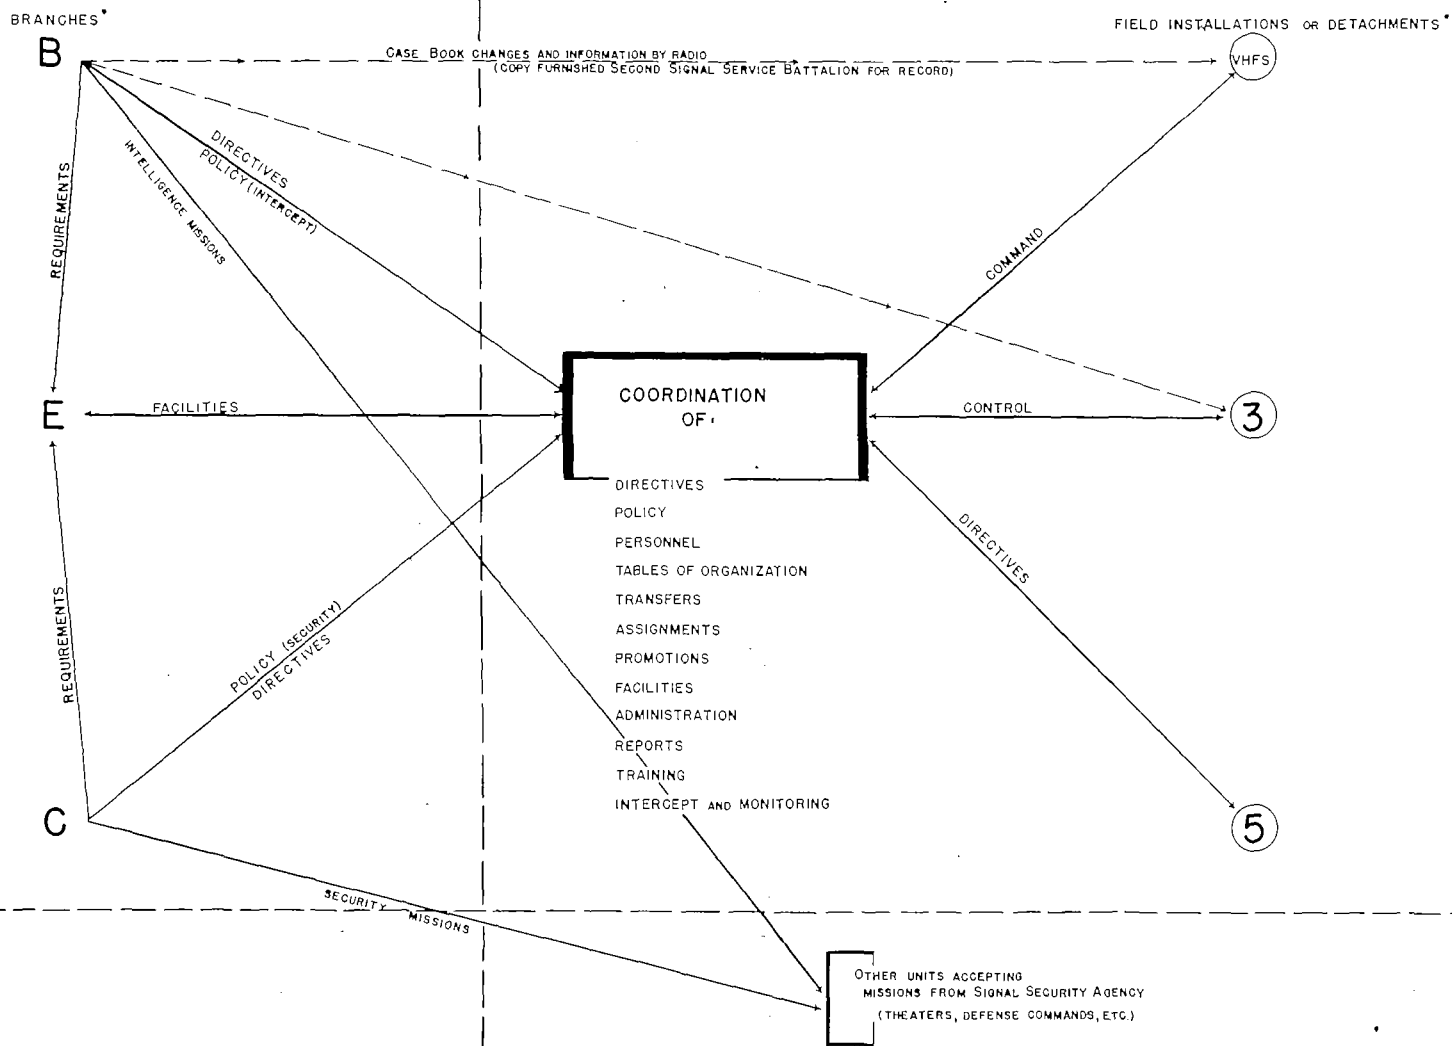 BRANCHES
FIELD INSTALLATIONS OR DETACHMENTS
B
CASE BOOK CHANGES AND INFORMATION BY RADIO
(COPY FURNISHED SECOND SIGNAL SERVICE BATTALION FOR RECORD)
VHFS
DIRECTIVES
POLICY (INTERCEPT)
INTELLIGENCE MISSIONS
REQUIREMENTS
COMMAND
E
FACILITIES
COORDINATION
OF:
CONTROL
3
DIRECTIVES
POLICY
PERSONNEL
TABLES OF ORGANIZATION
TRANSFERS
ASSIGNMENTS
PROMOTIONS
FACILITIES
ADMINISTRATION
REPORTS
TRAINING
INTERCEPT AND MONITORING
DIRECTIVES
REQUIREMENTS
POLICY (SECURITY)
DIRECTIVES
C
5
SECURITY MISSIONS
OTHER UNITS ACCEPTING
MISSIONS FROM SIGNAL SECURITY AGENCY
(THEATERS, DEFENSE COMMANDS, ETC.)